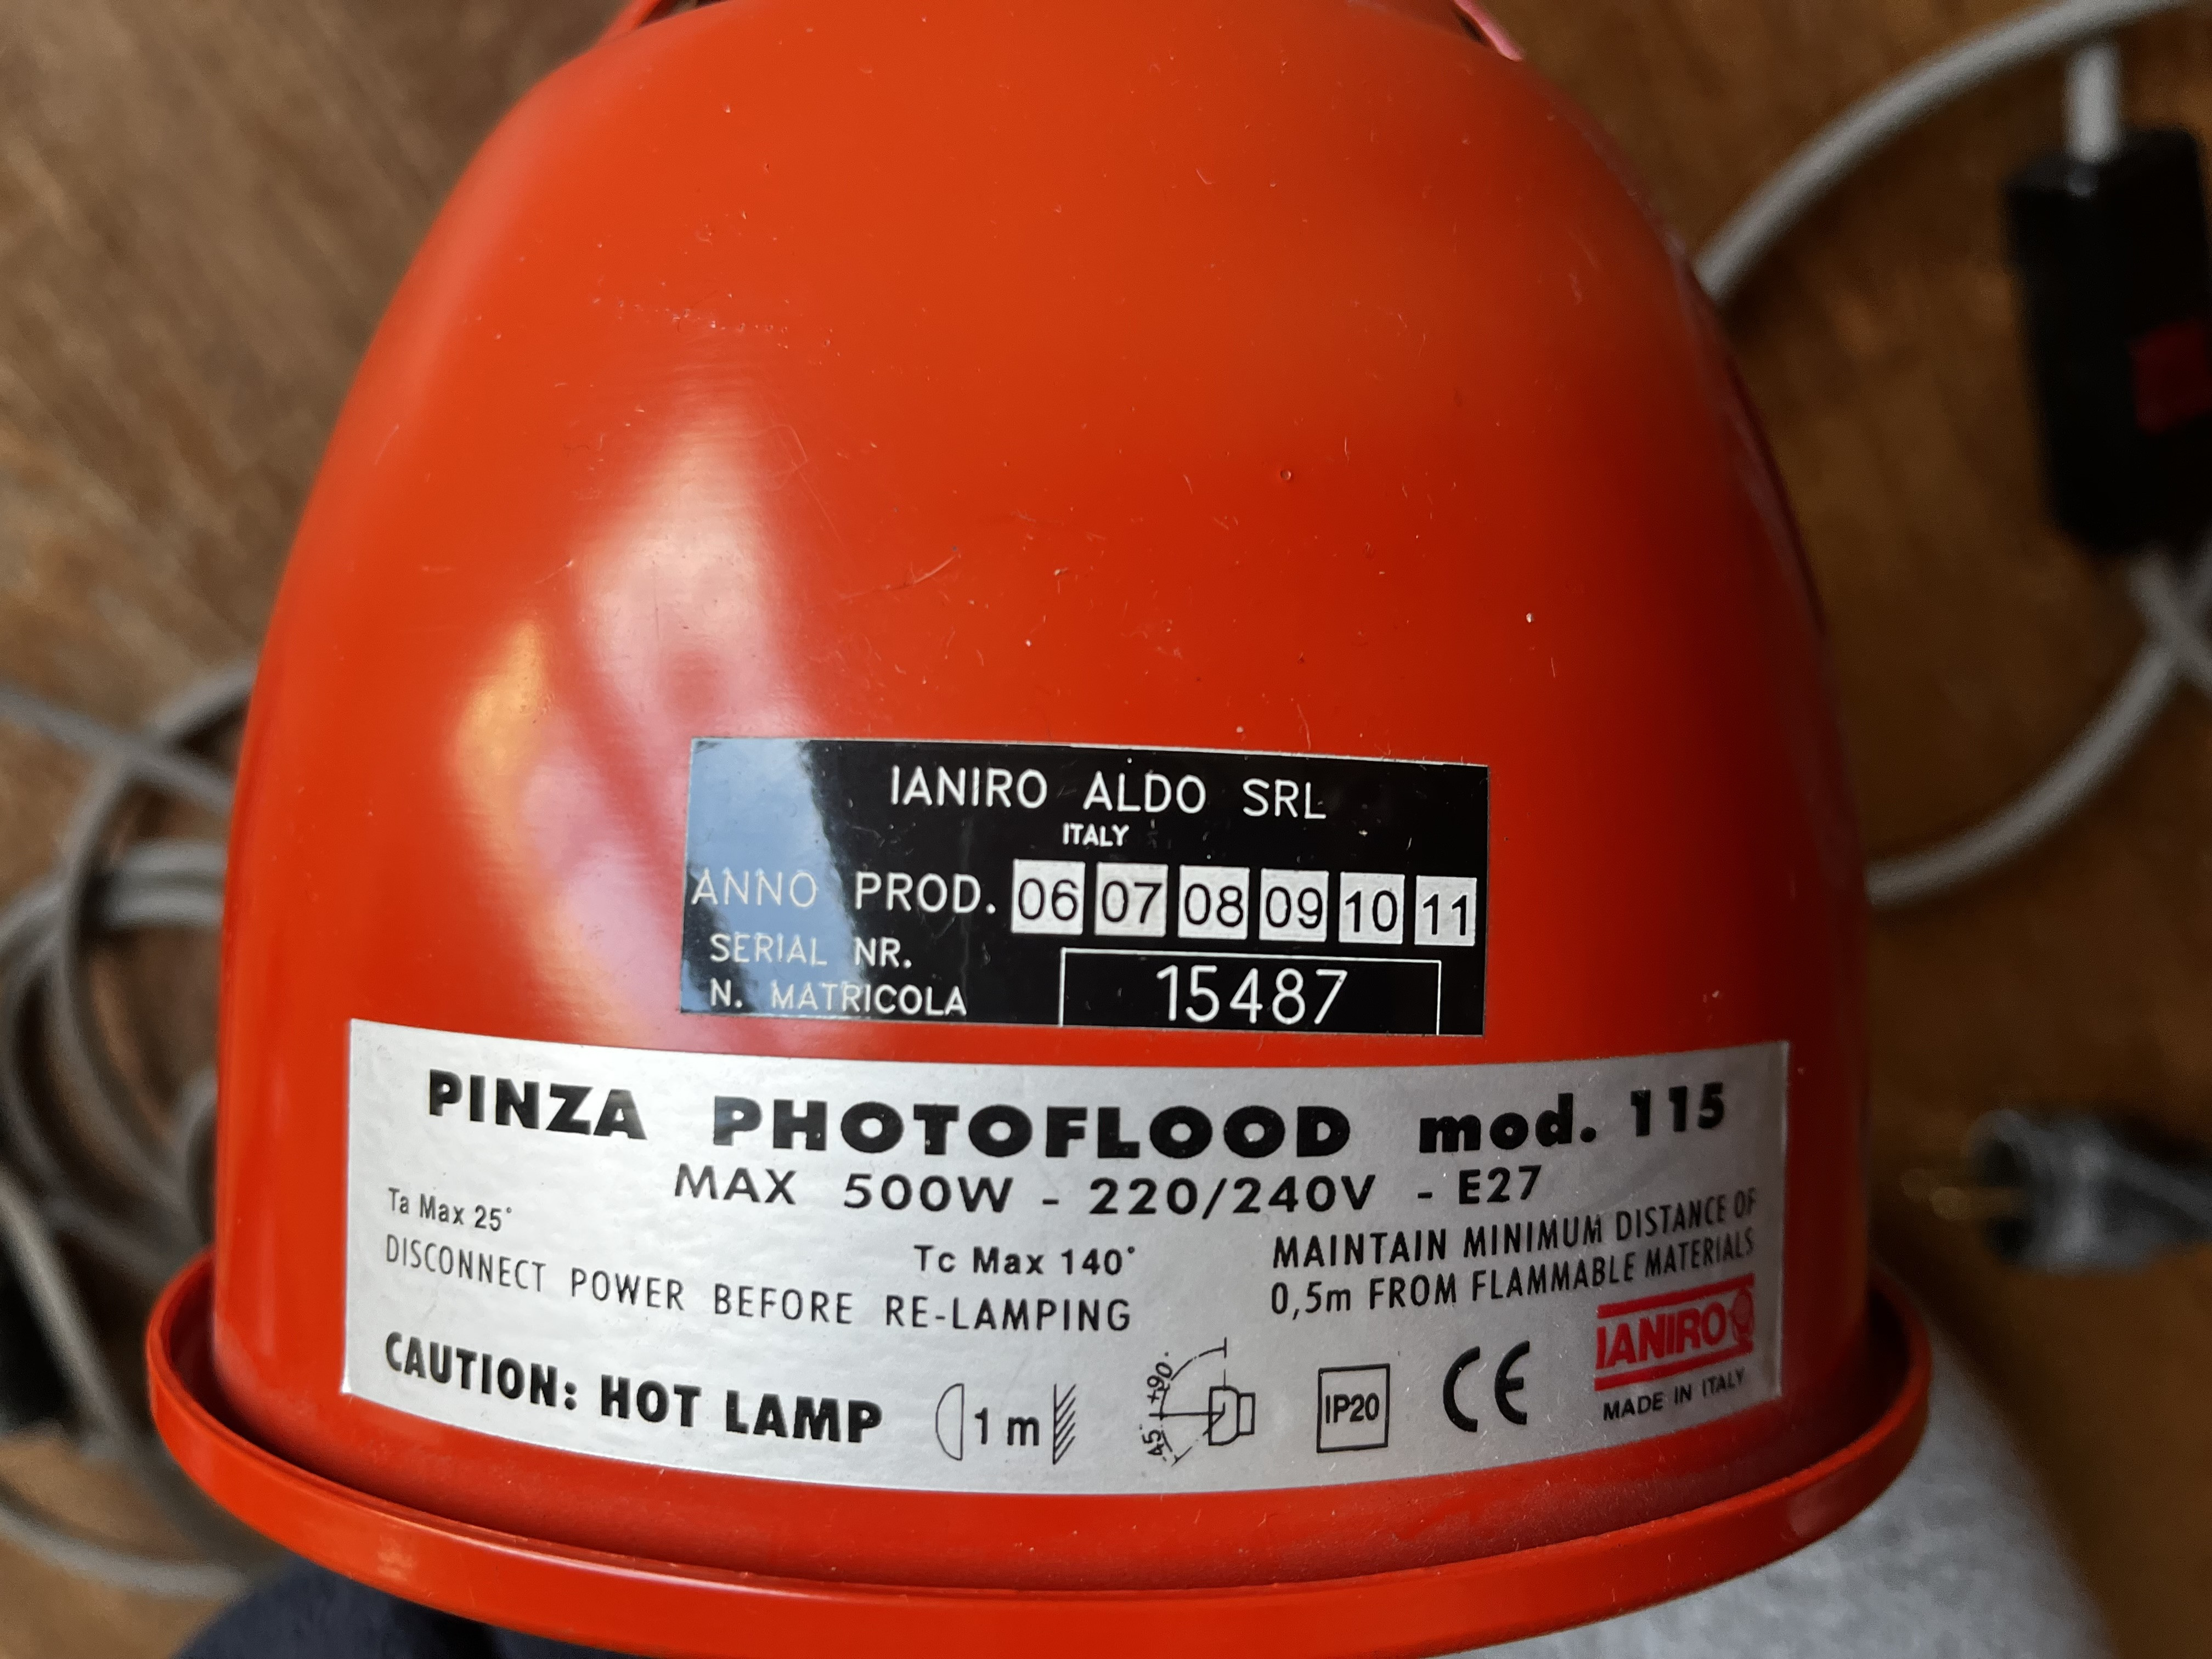 IANIRO ALDO SRL
ITALY
ANNO PROD. 06 07 08 09 10 11
SERIAL NR.
N. MATRICOLA 15487
PINZA PHOTOFLOOD mod. 115
MAX 500W - 220/240V - E27
Ta Max 25°
Tc Max 140°
DISCONNECT POWER BEFORE RE-LAMPING
MAINTAIN MINIMUM DISTANCE OF
0,5m FROM FLAMMABLE MATERIALS
CAUTION: HOT LAMP
1 m
+90°
-45°
IP20
CE
IANIRO
MADE IN ITALY